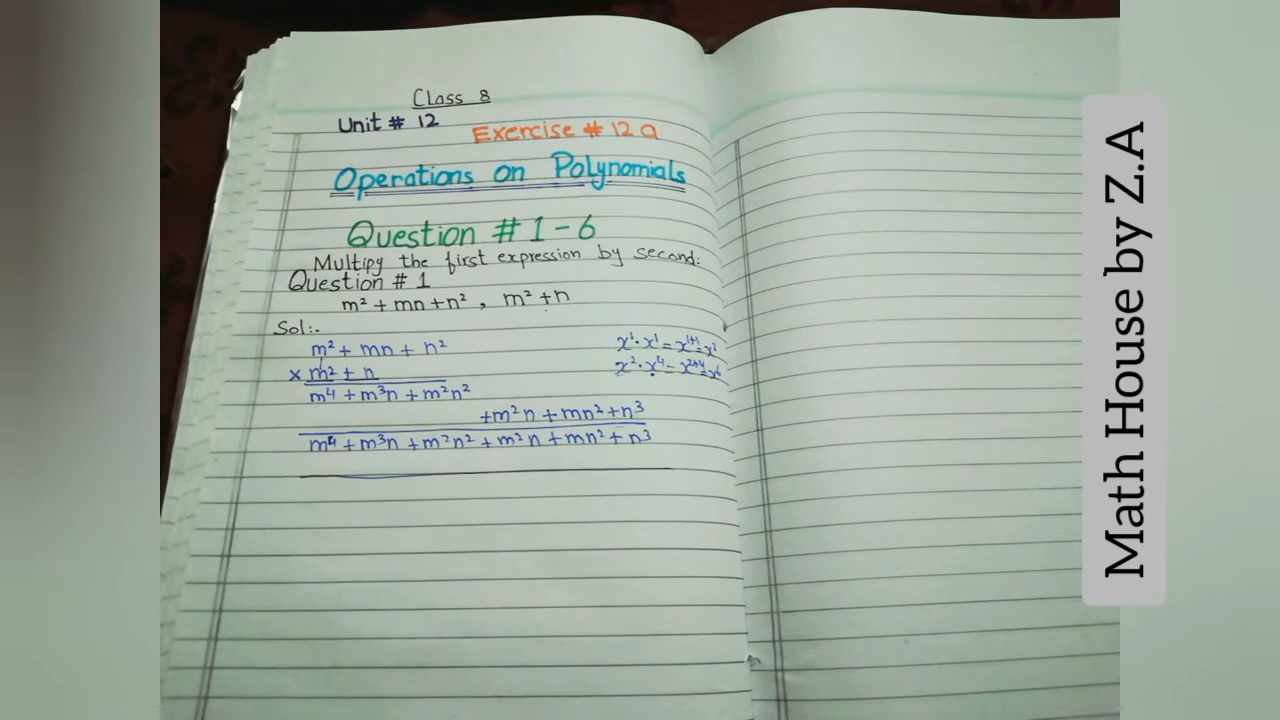 Class 8
Unit # 12
Exercise # 12 a
Operations on Polynomials
Question # 1 - 6
Multipy the first expression by second:
Question # 1
m² + mn + n² , m² + n
Sol:-
m² + mn + n²
× m² + n
m⁴ + m³n + m²n²
+ m²n + mn² + n³
m⁴ + m³n + m²n² + m²n + mn² + n³
x¹ · x¹ = x¹⁺¹ = x²
x² · x⁴ = x²⁺⁴ = x⁶
Math House by Z.A